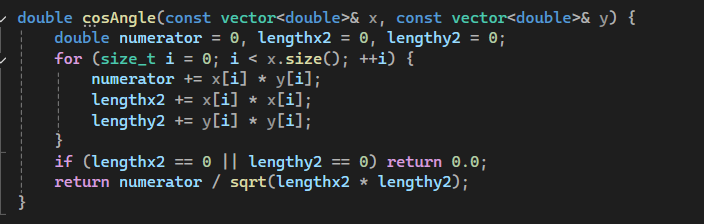 double cosAngle(const vector<double>& x, const vector<double>& y) {
    double numerator = 0, lengthx2 = 0, lengthy2 = 0;
    for (size_t i = 0; i < x.size(); ++i) {
        numerator += x[i] * y[i];
        lengthx2 += x[i] * x[i];
        lengthy2 += y[i] * y[i];
    }
    if (lengthx2 == 0 || lengthy2 == 0) return 0.0;
    return numerator / sqrt(lengthx2 * lengthy2);
}